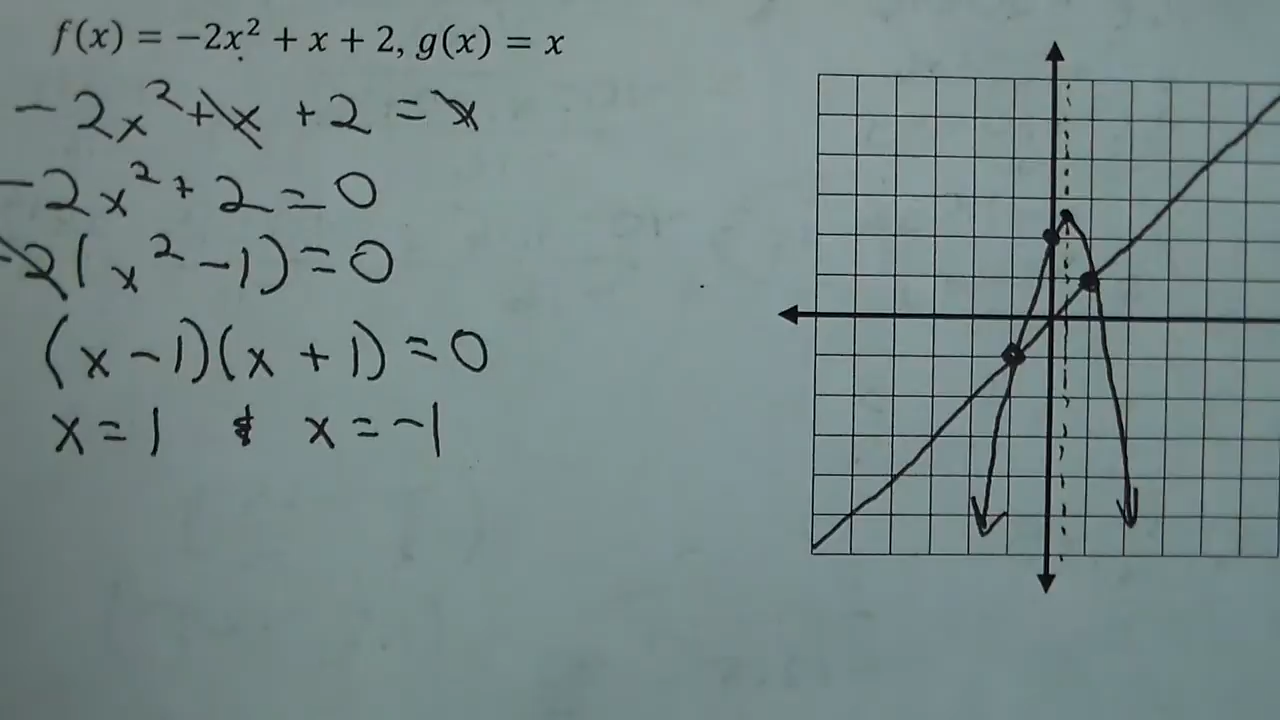 f(x) = −2x² + x + 2, g(x) = x
-2x² + x + 2 = x
-2x² + 2 = 0
-2(x² - 1) = 0
(x - 1)(x + 1) = 0
x = 1 & x = -1